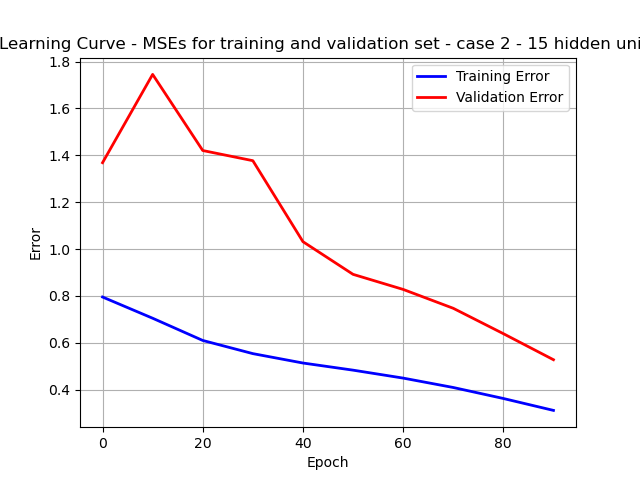 Learning Curve - MSEs for training and validation set - case 2 - 15 hidden uni
Training Error
Validation Error
Error
1.8
1.6
1.4
1.2
1.0
0.8
0.6
0.4
0
20
40
60
80
Epoch